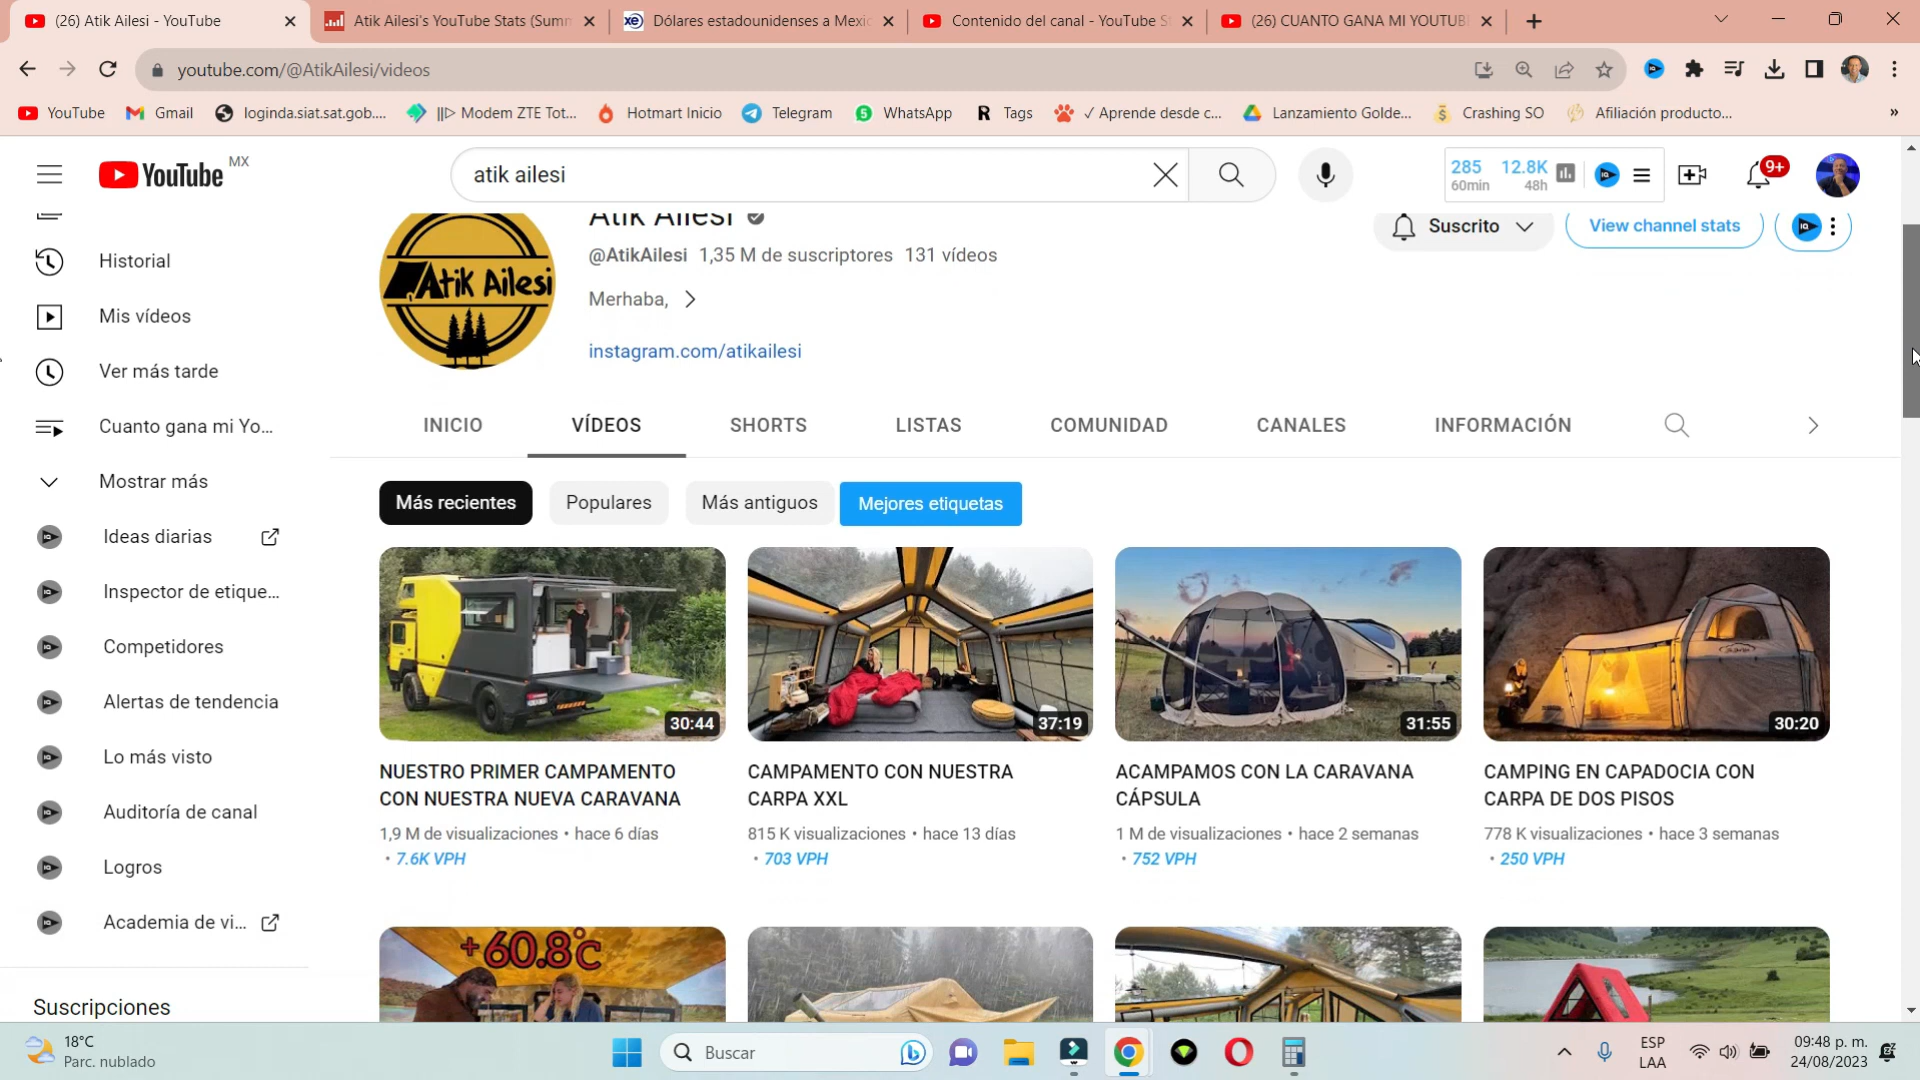 (26) Atik Ailesi - YouTube
Atik Ailesi's YouTube Stats (Sum
Dólares estadounidenses a Mexic
Contenido del canal - YouTube S
(26) CUANTO GANA MI YOUTUB
youtube.com/@AtikAilesi/videos
YouTube
Gmail
loginda.siat.sat.gob....
||▷ Modem ZTE Tot...
Hotmart Inicio
Telegram
WhatsApp
Tags
✓ Aprende desde c...
Lanzamiento Golde...
Crashing SO
Afiliación producto...
»
YouTube MX
atik ailesi
285
60min
12.8K
48h
9+
Historial
Mis vídeos
Ver más tarde
Cuanto gana mi Yo...
Mostrar más
Ideas diarias
Inspector de etique...
Competidores
Alertas de tendencia
Lo más visto
Auditoría de canal
Logros
Academia de vi...
Suscripciones
Atik Ailesi
Atik Ailesi
@AtikAilesi 1,35 M de suscriptores 131 vídeos
Merhaba,
instagram.com/atikailesi
Suscrito
View channel stats
INICIO
VÍDEOS
SHORTS
LISTAS
COMUNIDAD
CANALES
INFORMACIÓN
Más recientes
Populares
Más antiguos
Mejores etiquetas
30:44
37:19
31:55
30:20
NUESTRO PRIMER CAMPAMENTO
CON NUESTRA NUEVA CARAVANA
1,9 M de visualizaciones • hace 6 días
• 7.6K VPH
CAMPAMENTO CON NUESTRA
CARPA XXL
815 K visualizaciones • hace 13 días
• 703 VPH
ACAMPAMOS CON LA CARAVANA
CÁPSULA
1 M de visualizaciones • hace 2 semanas
• 752 VPH
CAMPING EN CAPADOCIA CON
CARPA DE DOS PISOS
778 K visualizaciones • hace 3 semanas
• 250 VPH
+60.8°C
18°C
Parc. nublado
Buscar
ESP
LAA
09:48 p. m.
24/08/2023